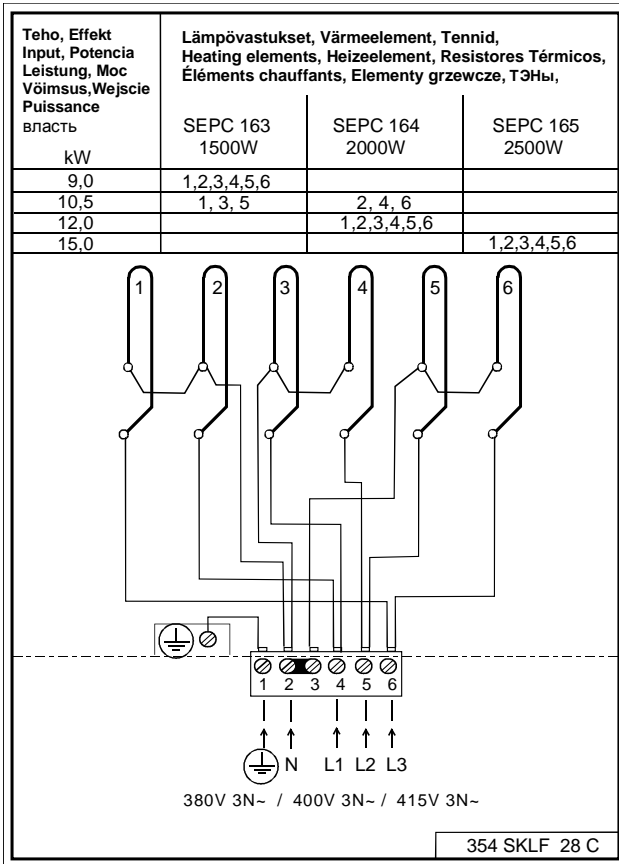 Teho, Effekt
Input, Potencia
Leistung, Moc
Vöimsus,Wejscie
Puissance
власть
kW
Lämpövastukset, Värmeelement, Tennid,
Heating elements, Heizeelement, Resistores Térmicos,
Éléments chauffants, Elementy grzewcze, ТЭНы,
SEPC 163 SEPC 164 SEPC 165
1500W 2000W 2500W
9,0 1,2,3,4,5,6
10,5 1, 3, 5 2, 4, 6
12,0 1,2,3,4,5,6
15,0 1,2,3,4,5,6
1 2 3 4 5 6
1 2 3 4 5 6
N L1 L2 L3
380V 3N~ / 400V 3N~ / 415V 3N~
354 SKLF 28 C